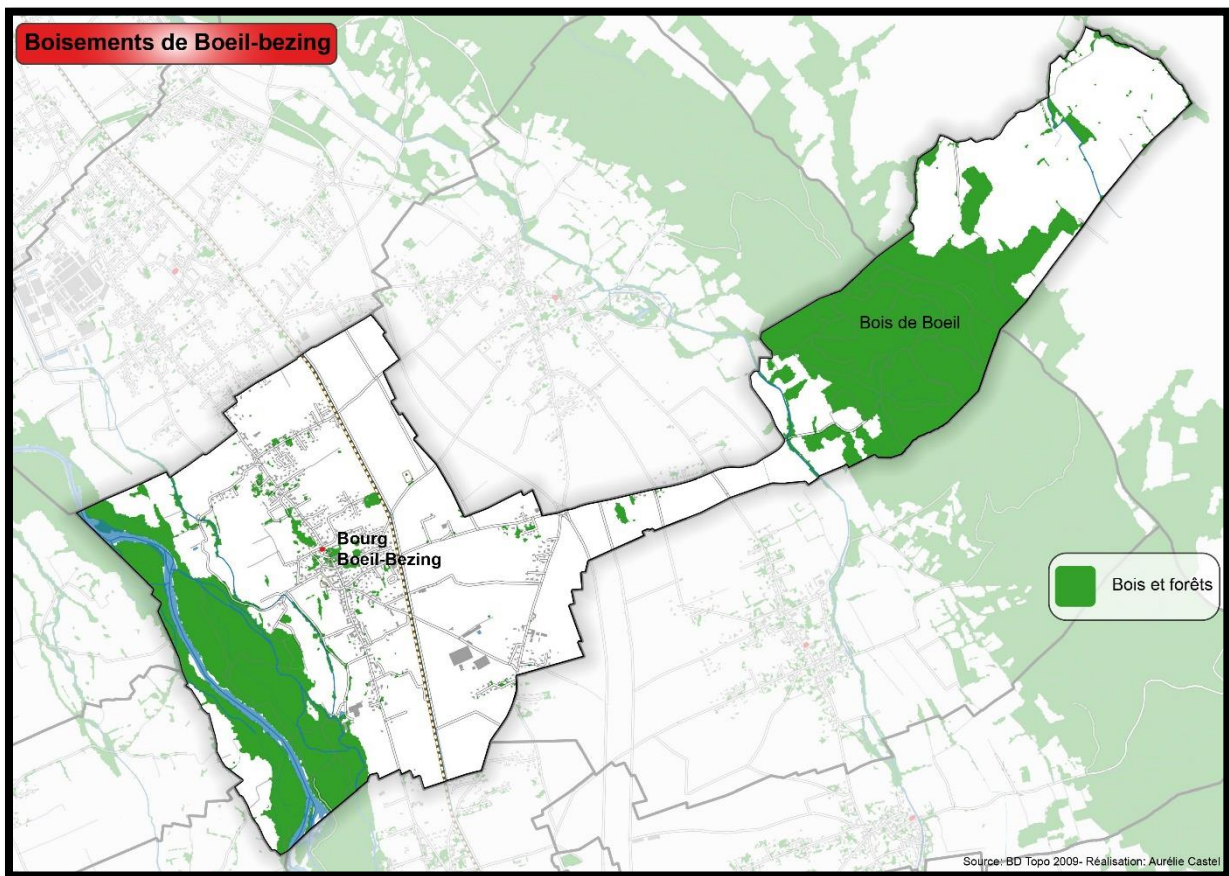 Boisements de Boeil-bezing
Bois de Boeil
Bourg
Boeil-Bezing
Bois et forêts
Source: BD Topo 2009- Réalisation: Aurélie Castel